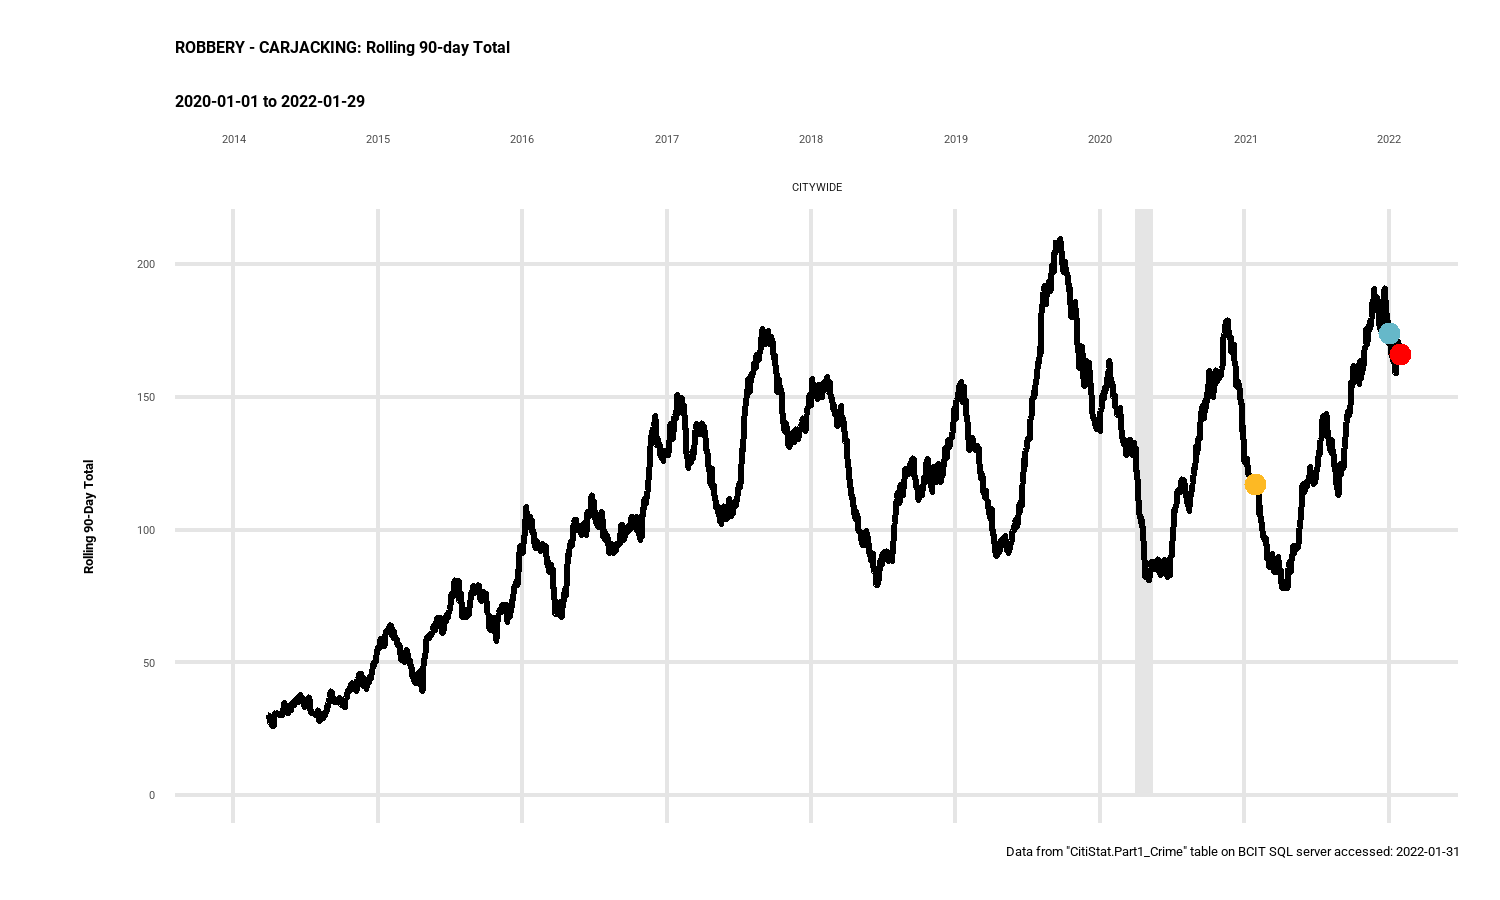 ROBBERY - CARJACKING: Rolling 90-day Total
2020-01-01 to 2022-01-29
2014 2015 2016 2017 2018 2019 2020 2021 2022
CITYWIDE
200
150
100
50
0
Rolling 90-Day Total
Data from "CitiStat.Part1_Crime" table on BCIT SQL server accessed: 2022-01-31